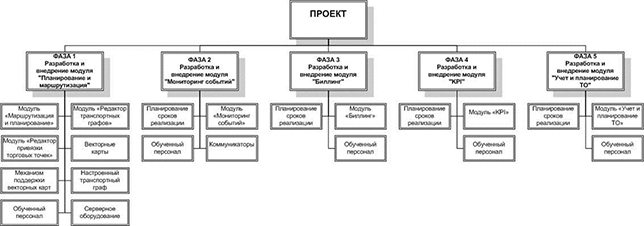 ПРОЕКТ
ФАЗА 1
Разработка и
внедрение модуля
"Планирование и
маршрутизация"
ФАЗА 2
Разработка и
внедрение модуля
"Мониторинг событий"
ФАЗА 3
Разработка и
внедрение модуля
"Биллинг"
ФАЗА 4
Разработка и
внедрение модуля
"KPI"
ФАЗА 5
Разработка и
внедрение модуля
"Учет и планирование
ТО"
Модуль
«Маршрутизация
и планирование»
Модуль «Редактор
транспортных
графов»
Модуль «Редактор
привязки
торговых точек»
Векторные
карты
Механизм
поддержки
векторных карт
Настроенный
транспортный
граф
Обученный
персонал
Серверное
оборудование
Планирование
сроков
реализации
Модуль
«Мониторинг
событий»
Обученный
персонал
Коммуникаторы
Планирование
сроков
реализации
Модуль
«Биллинг»
Обученный
персонал
Планирование
сроков
реализации
Модуль «KPI»
Обученный
персонал
Планирование
сроков
реализации
Модуль «Учет и
планирование
ТО»
Обученный
персонал